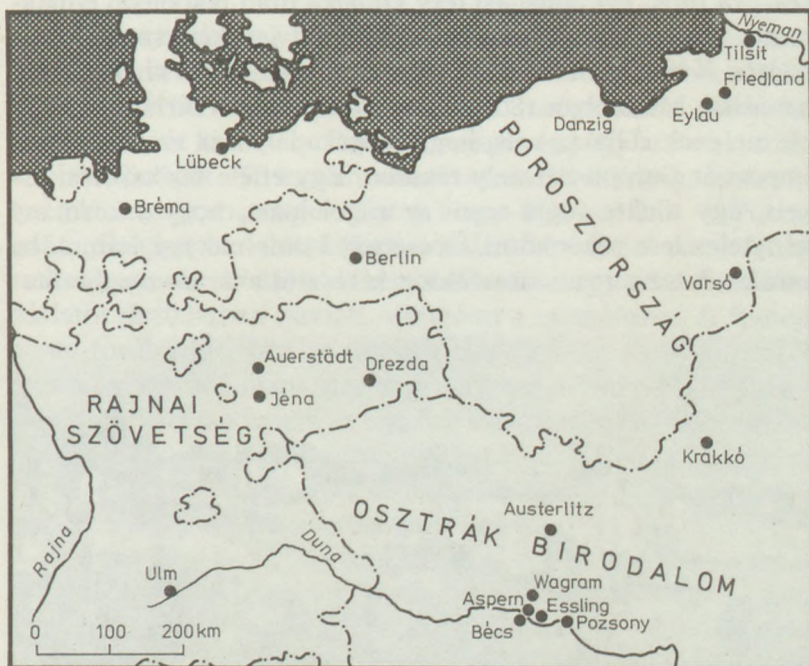 Nyeman
Tilsit
Friedland
Eylau
Danzig
POROSZORSZÁG
Lübeck
Bréma
Berlin
Varsó
Auerstädt
Drezda
Jéna
RAJNAI
SZÖVETSÉG
Krakkó
Rajna
Duna
Austerlitz
OSZTRÁK BIRODALOM
Ulm
Wagram
Aspern
Essling
Bécs
Pozsony
0 100 200 km